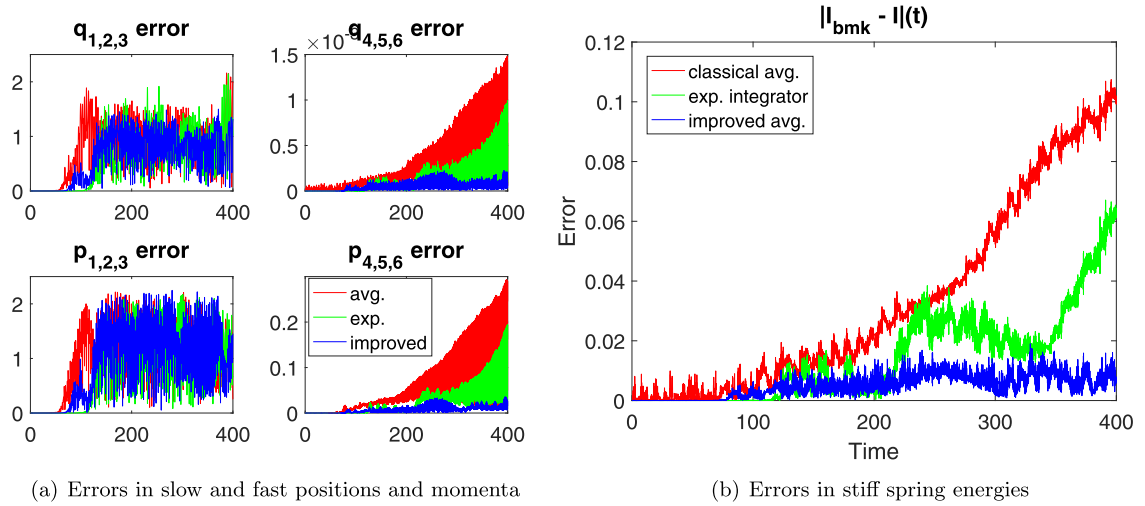 q1,2,3 error
2
1
0
0 200 400
×10-3
q4,5,6 error
1.5
1
0.5
0
0 200 400
p1,2,3 error
2
1
0
0 200 400
p4,5,6 error
0.2
0.1
0
0 200 400
avg.
exp.
improved
(a) Errors in slow and fast positions and momenta
|Ibmk - I|(t)
0.12
0.1
0.08
0.06
0.04
0.02
0
Error
classical avg.
exp. integrator
improved avg.
0 100 200 300 400
Time
(b) Errors in stiff spring energies